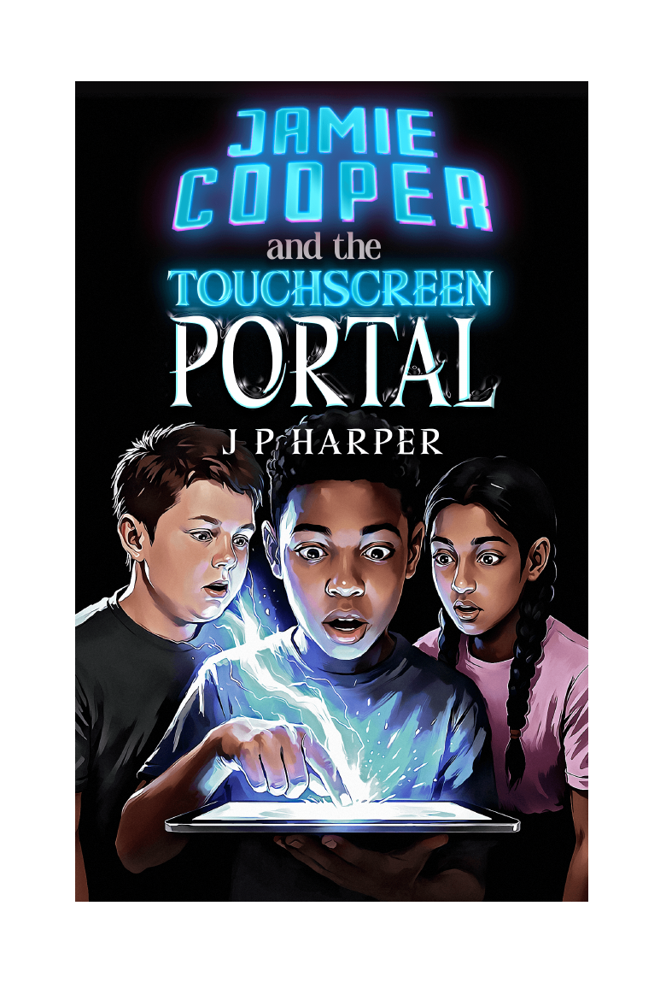 JAMIE
COOPER
and the
TOUCHSCREEN
PORTAL
J P HARPER